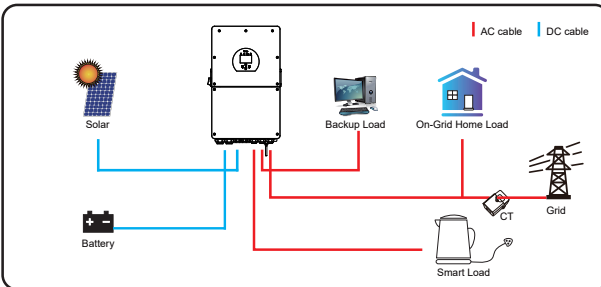 AC cable
DC cable
Solar
Backup Load
On-Grid Home Load
CT
Grid
Battery
Smart Load